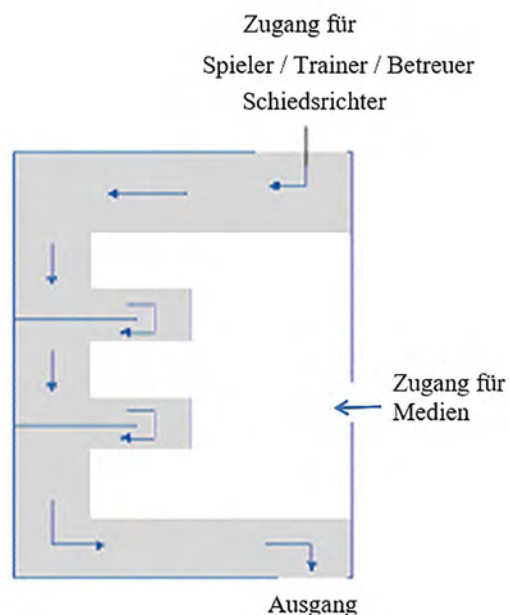 Zugang für
Spieler / Trainer / Betreuer
Schiedsrichter
Zugang für
Medien
Ausgang